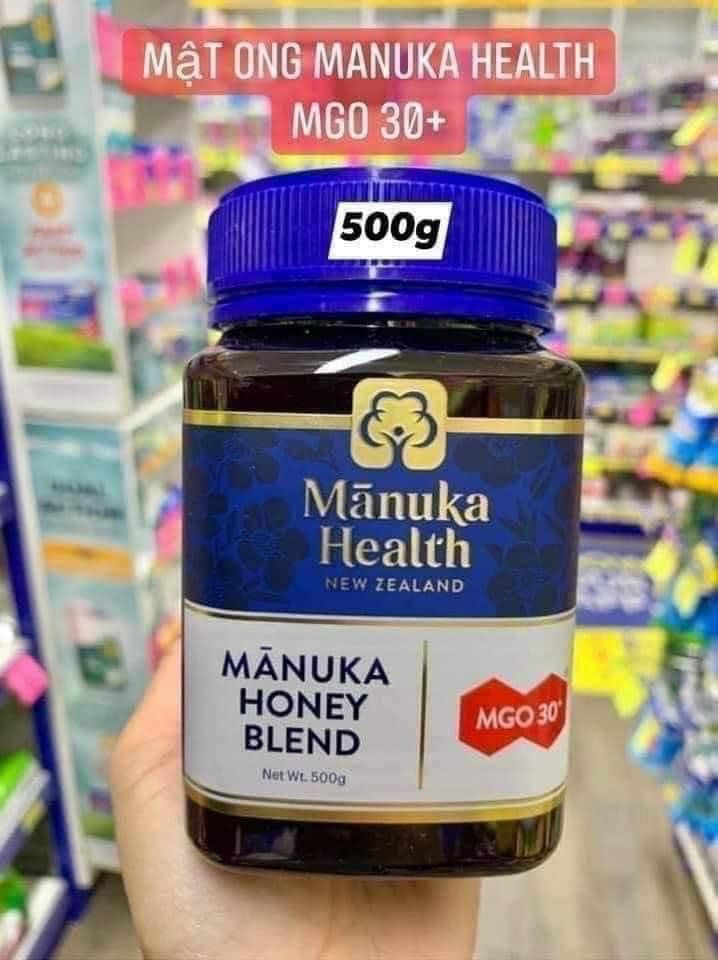 MậT ONG MANUKA HEALTH
MGO 30+
500g
Mānuka
Health
NEW ZEALAND
MĀNUKA
HONEY
BLEND
Net Wt. 500g
MGO 30+